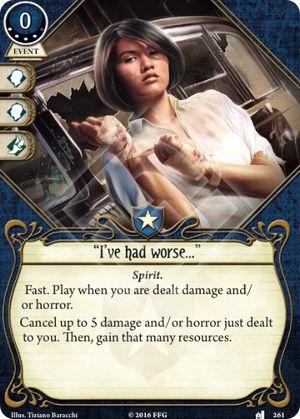 0
EVENT
"I've had worse..."
Spirit.
Fast. Play when you are dealt damage and/
or horror.
Cancel up to 5 damage and/or horror just dealt
to you. Then, gain that many resources.
Illus. Tiziano Baracchi
© 2016 FFG
261